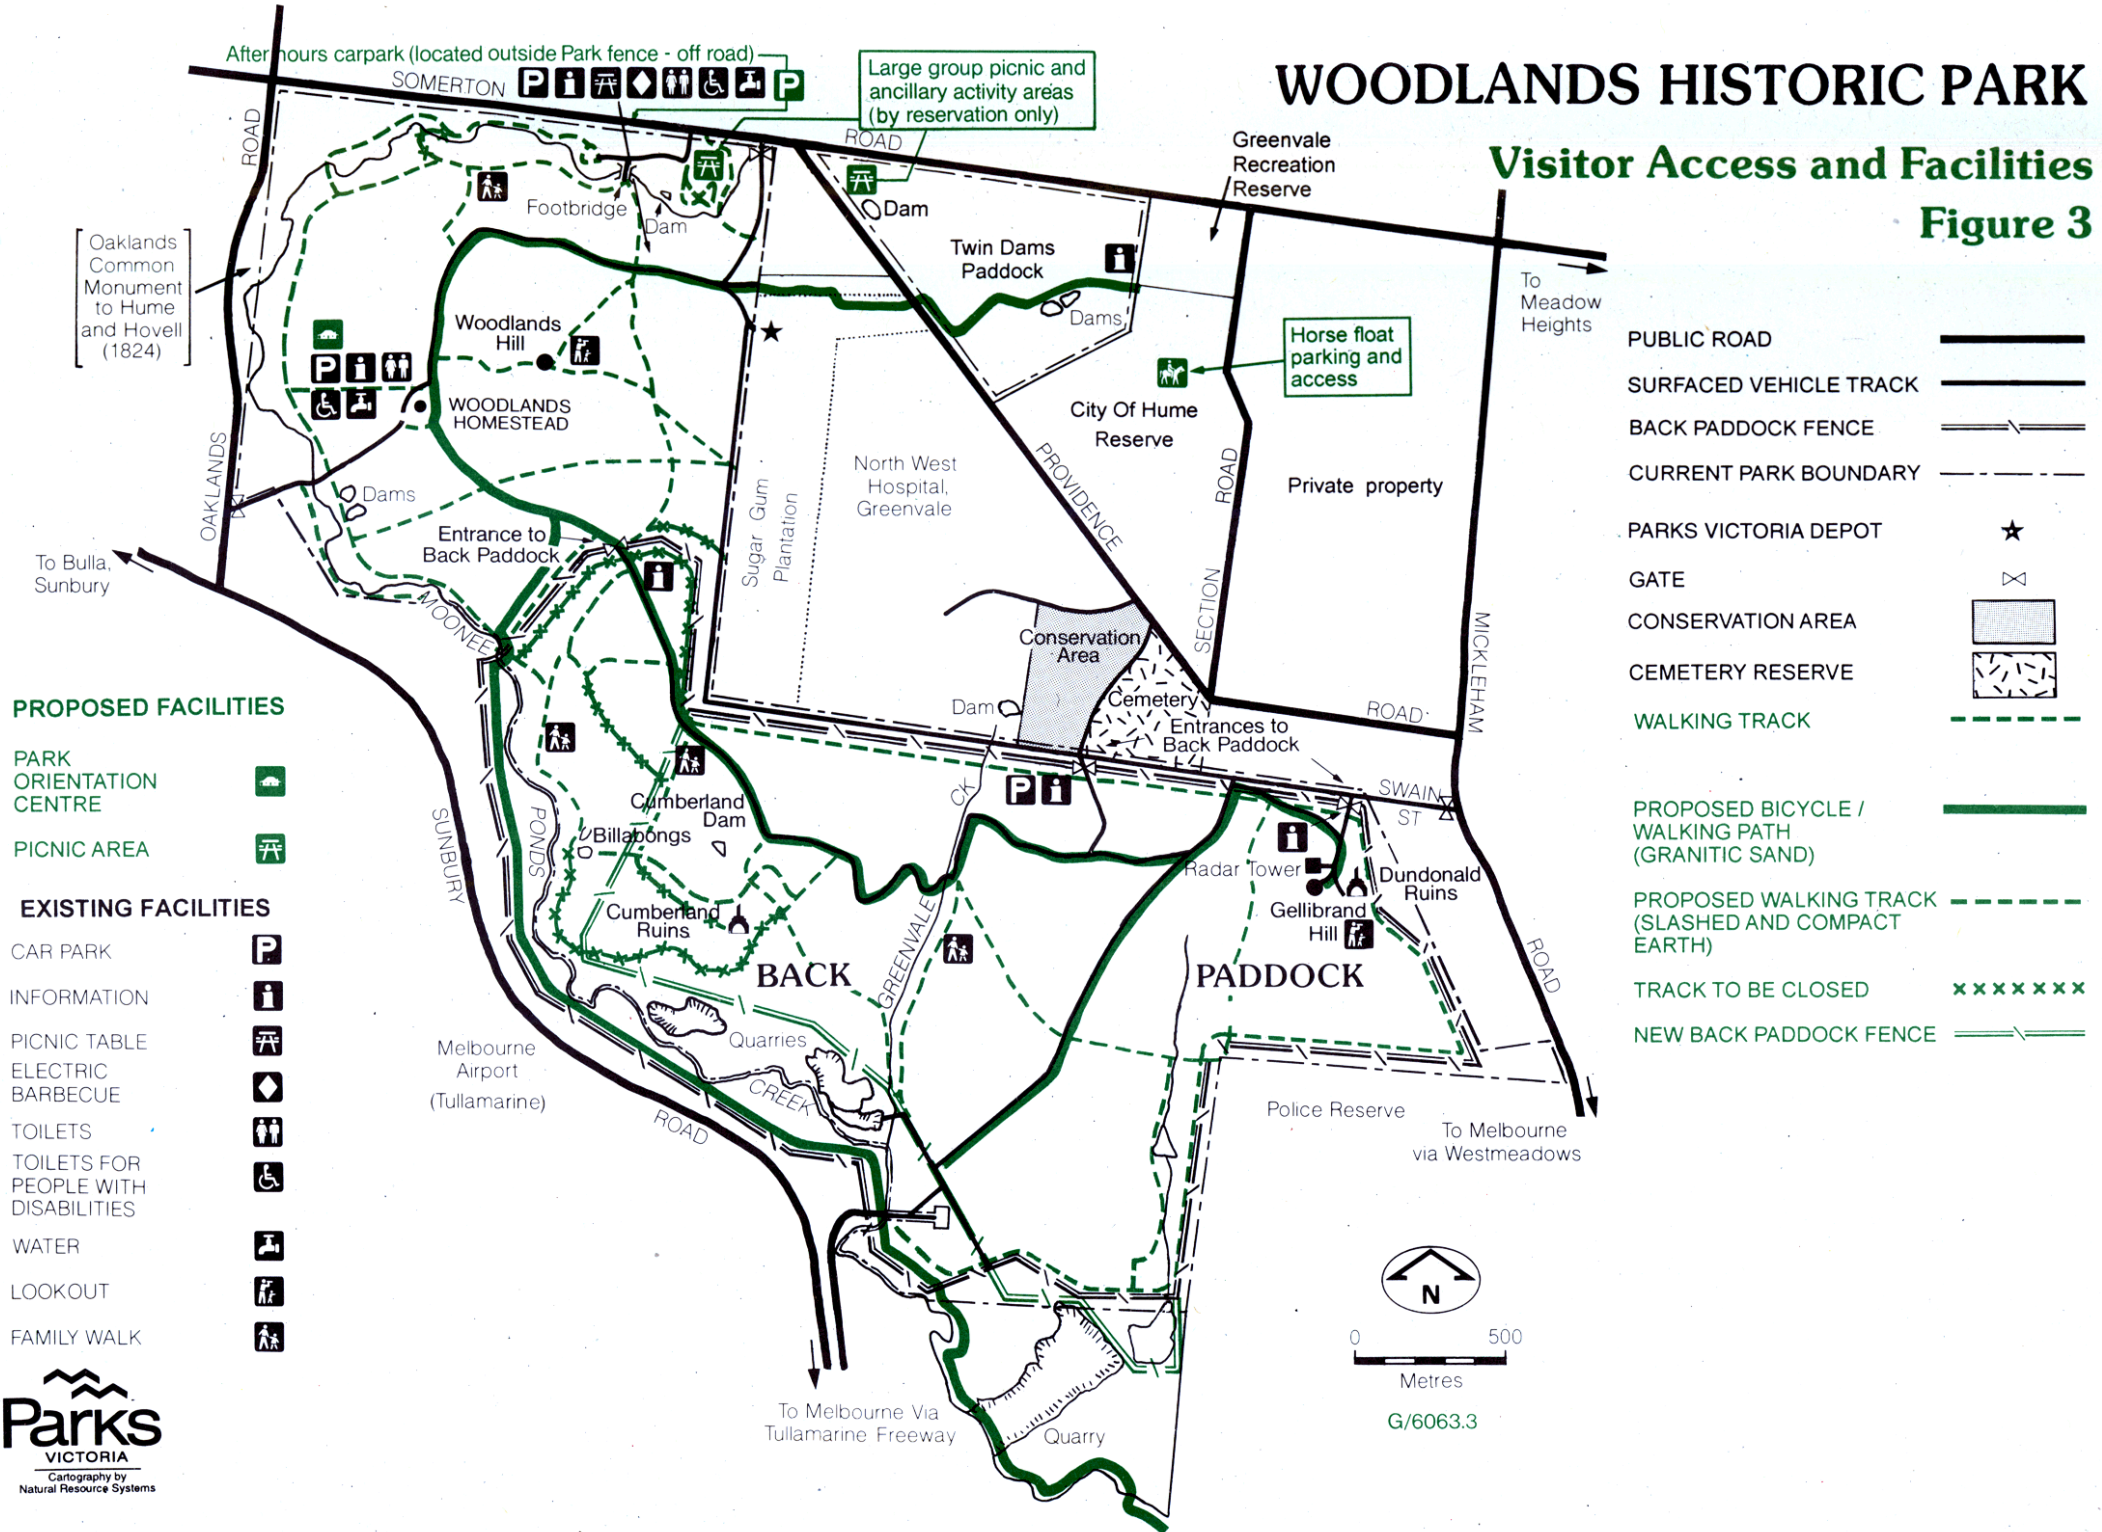 WOODLANDS HISTORIC PARK
Visitor Access and Facilities
Figure 3
After hours carpark (located outside Park fence - off road)
SOMERTON
ROAD
P
Large group picnic and
ancillary activity areas
(by reservation only)
ROAD
Greenvale
Recreation
Reserve
Footbridge
Dam
Dam
Twin Dams
Paddock
Dams
Oaklands
Common
Monument
to Hume
and Hovell
(1824)
To
Meadow
Heights
Woodlands
Hill
P
WOODLANDS
HOMESTEAD
Horse float
parking and
access
City Of Hume
Reserve
Private property
North West
Hospital,
Greenvale
Sugar Gum
Plantation
PROVIDENCE
ROAD
SECTION
OAKLANDS
Dams
Entrance to
Back Paddock
To Bulla,
Sunbury
MOONEE
PONDS
CREEK
Conservation
Area
Cemetery
Dam
Entrances to
Back Paddock
ROAD
MICKLEHAM
ROAD
SWAIN
ST
P
CK
GREENVALE
Cumberland
Dam
Billabongs
Cumberland
Ruins
Radar Tower
Dundonald
Ruins
Gellibrand
Hill
BACK
PADDOCK
SUNBURY
ROAD
Quarries
Melbourne
Airport
(Tullamarine)
Police Reserve
To Melbourne
via Westmeadows
To Melbourne Via
Tullamarine Freeway
Quarry
N
0
500
Metres
G/6063.3
PUBLIC ROAD
SURFACED VEHICLE TRACK
BACK PADDOCK FENCE
CURRENT PARK BOUNDARY
PARKS VICTORIA DEPOT
GATE
CONSERVATION AREA
CEMETERY RESERVE
WALKING TRACK
PROPOSED BICYCLE /
WALKING PATH
(GRANITIC SAND)
PROPOSED WALKING TRACK
(SLASHED AND COMPACT
EARTH)
TRACK TO BE CLOSED
NEW BACK PADDOCK FENCE
PROPOSED FACILITIES
PARK
ORIENTATION
CENTRE
PICNIC AREA
EXISTING FACILITIES
CAR PARK
P
INFORMATION
PICNIC TABLE
ELECTRIC
BARBECUE
TOILETS
TOILETS FOR
PEOPLE WITH
DISABILITIES
WATER
LOOKOUT
FAMILY WALK
Parks
VICTORIA
Cartography by
Natural Resource Systems